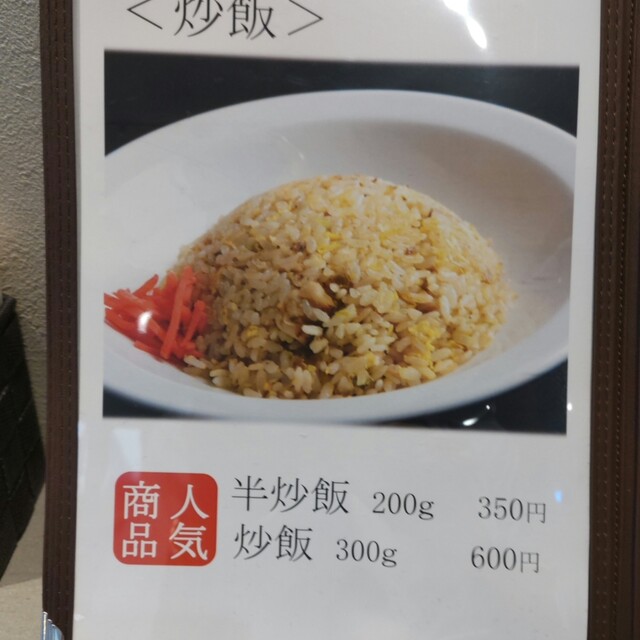 ＜炒飯＞
人気
商品
半炒飯 200g 350円
炒飯 300g 600円